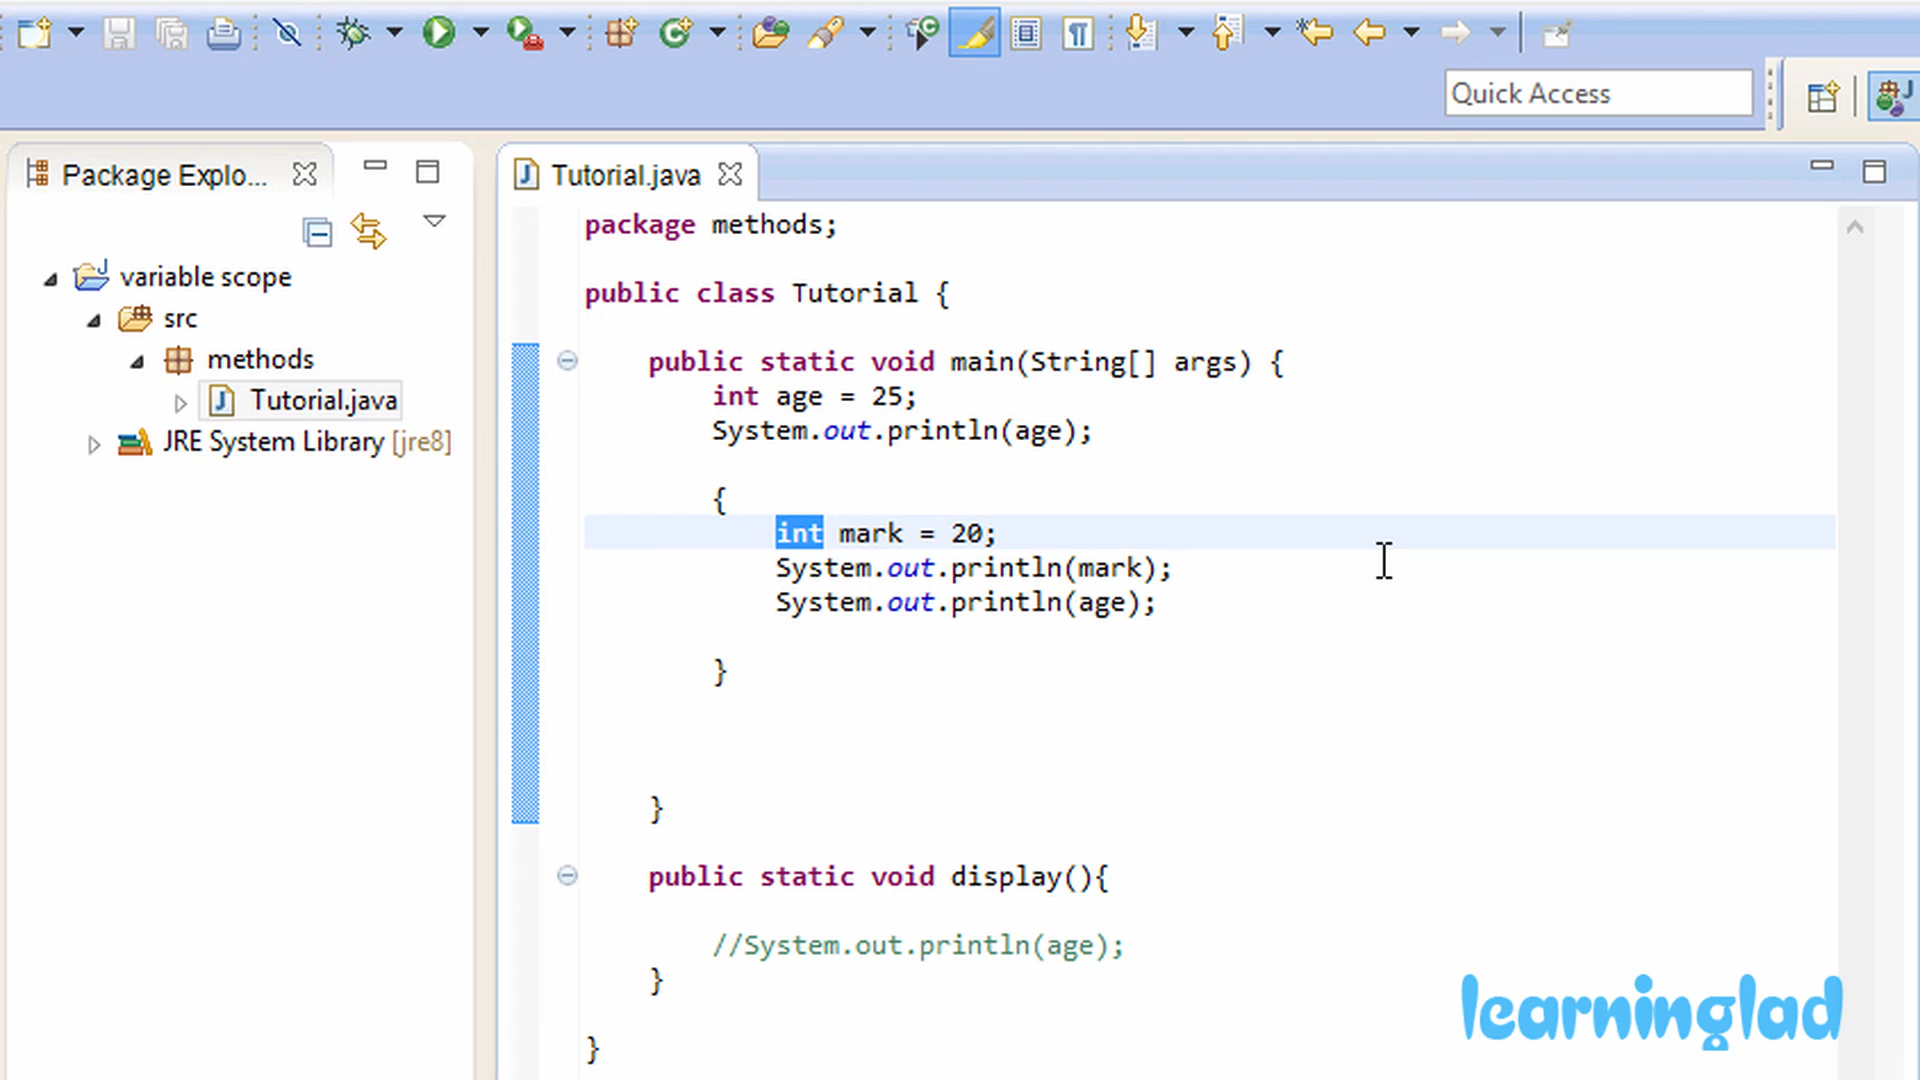 Quick Access
Package Explo...
variable scope
src
methods
Tutorial.java
JRE System Library [jre8]
Tutorial.java
package methods;
public class Tutorial {
public static void main(String[] args) {
int age = 25;
System.out.println(age);
{
int mark = 20;
System.out.println(mark);
System.out.println(age);
}
}
public static void display(){
//System.out.println(age);
}
}
learninglad